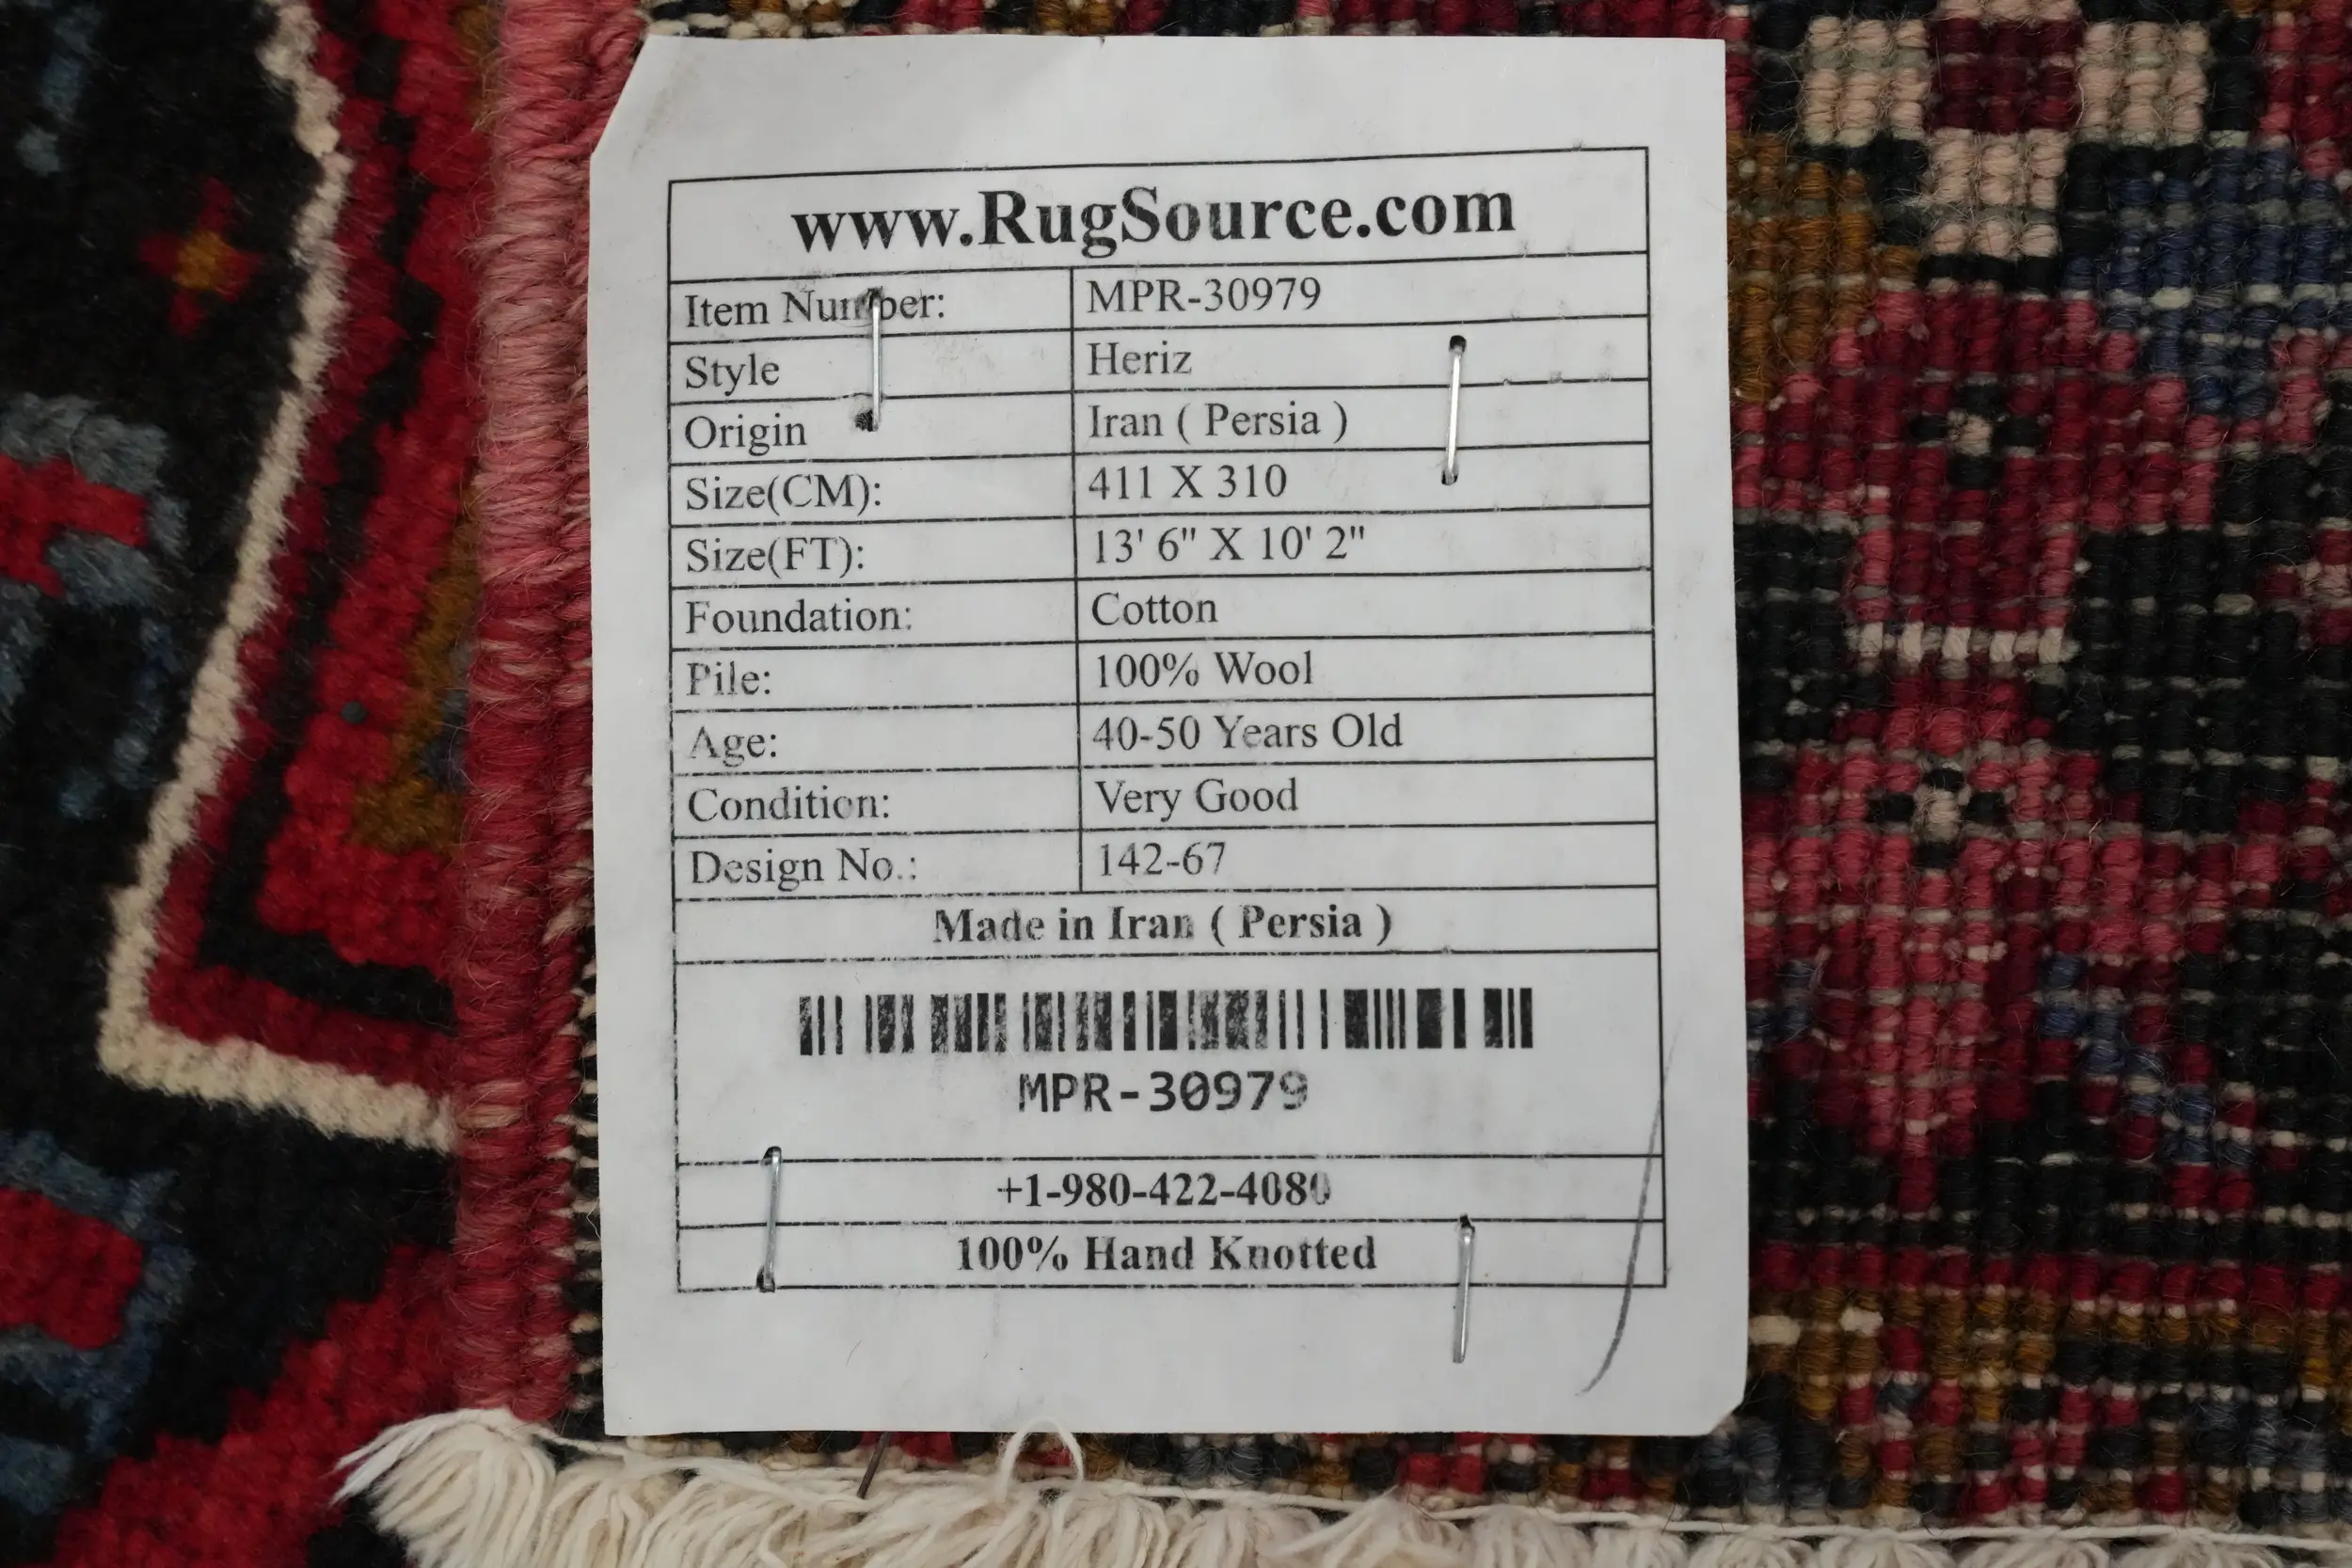 www.RugSource.com
Item Number: MPR-30979
Style Heriz
Origin Iran ( Persia )
Size(CM): 411 X 310
Size(FT): 13' 6" X 10' 2"
Foundation: Cotton
Pile: 100% Wool
Age: 40-50 Years Old
Condition: Very Good
Design No.: 142-67
Made in Iran ( Persia )
MPR-30979
+1-980-422-4080
100% Hand Knotted